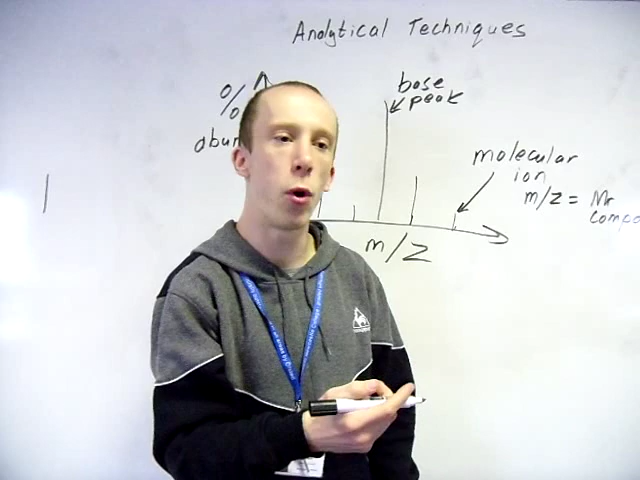 Analytical Techniques
%
abun
base
peak
molecular
ion
m/z = Mr
compo
m/z